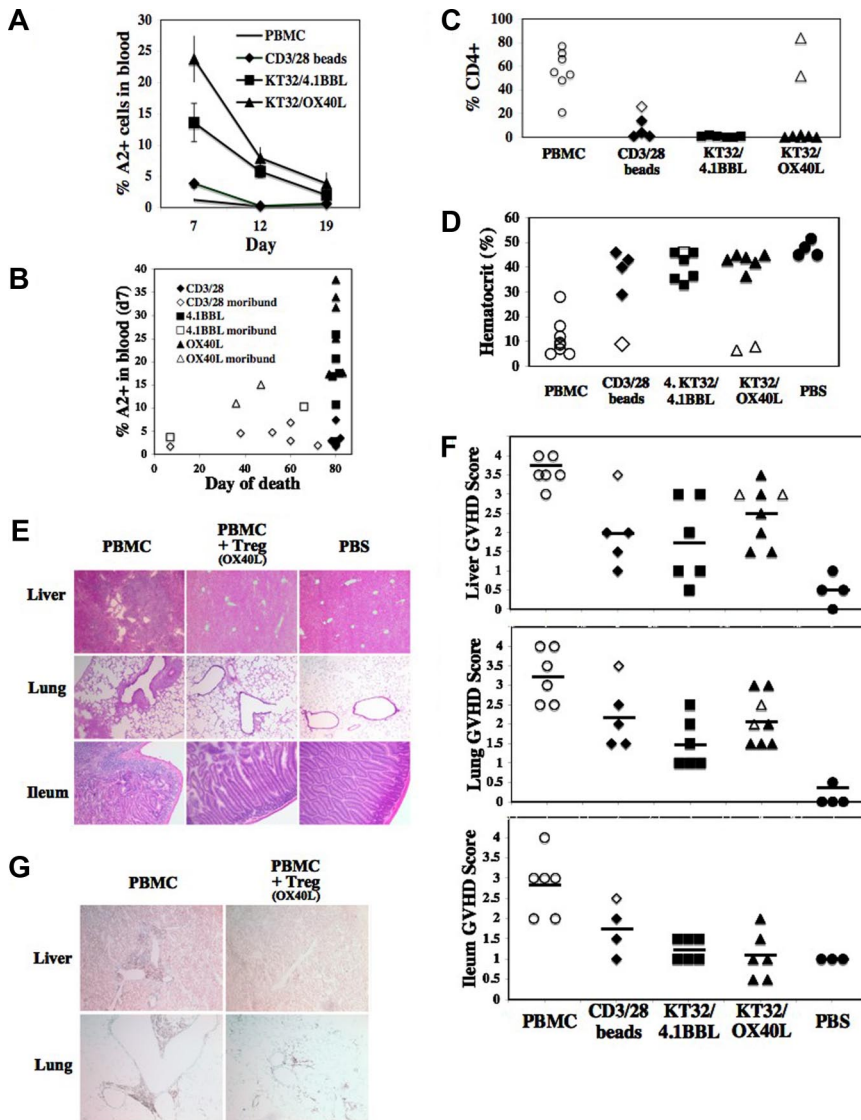 A
% A2+ cells in blood
30
25
20
15
10
5
0
PBMC
CD3/28 beads
KT32/4.1BBL
KT32/OX40L
7 12 19
Day
B
% A2+ in blood (d7)
40
35
30
25
20
15
10
5
0
CD3/28
CD3/28 moribund
4.1BBL
4.1BBL moribund
OX40L
OX40L moribund
0 20 40 60 80 100
Day of death
C
% CD4+
100
80
60
40
20
0
PBMC
CD3/28 beads
KT32/ 4.1BBL
KT32/ OX40L
D
Hematocrit (%)
60
50
40
30
20
10
0
PBMC
CD3/28 beads
4. KT32/ 4.1BBL
KT32/ OX40L
PBS
E
PBMC
PBMC + Treg (OX40L)
PBS
Liver
Lung
Ileum
F
Liver GVHD Score
4
3.5
3
2.5
2
1.5
1
0.5
0
Lung GVHD Score
4
3.5
3
2.5
2
1.5
1
0.5
0
Ileum GVHD Score
4
3.5
3
2.5
2
1.5
1
0.5
0
PBMC
CD3/28 beads
KT32/ 4.1BBL
KT32/ OX40L
PBS
G
PBMC
PBMC + Treg (OX40L)
Liver
Lung